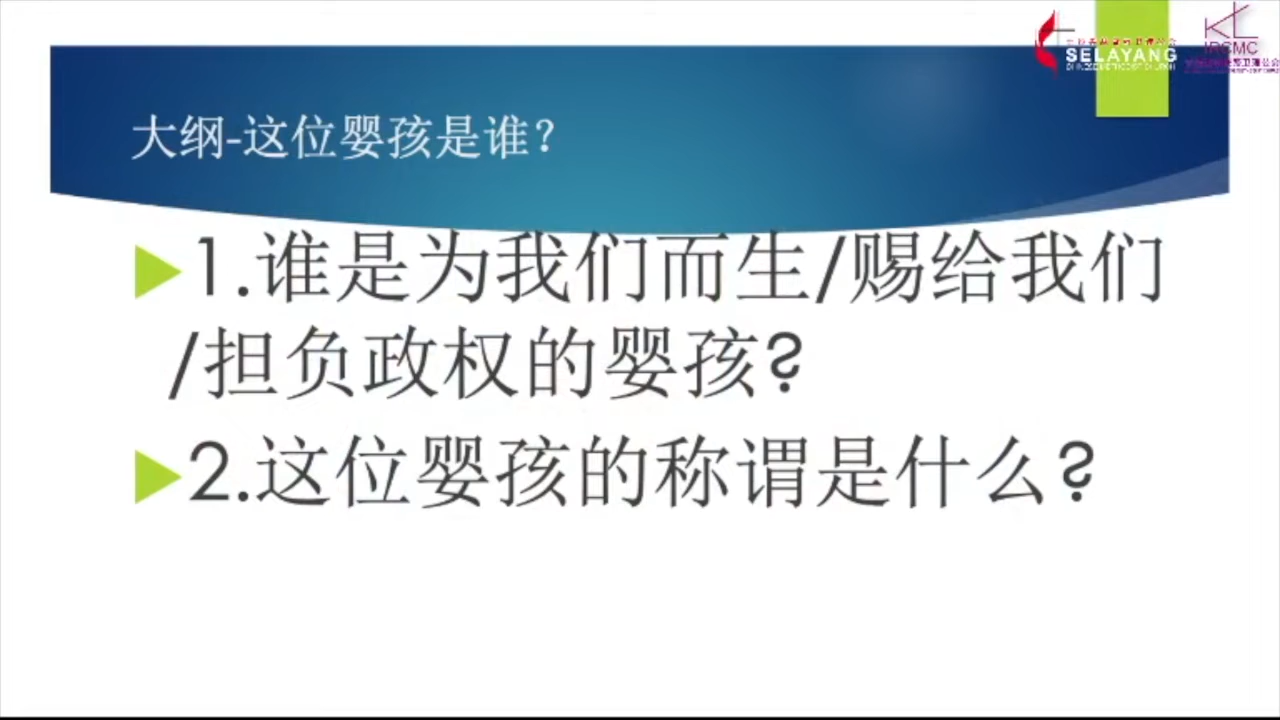 SELAYANG
大纲-这位婴孩是谁？
1.谁是为我们而生/赐给我们
/担负政权的婴孩?
2.这位婴孩的称谓是什么?